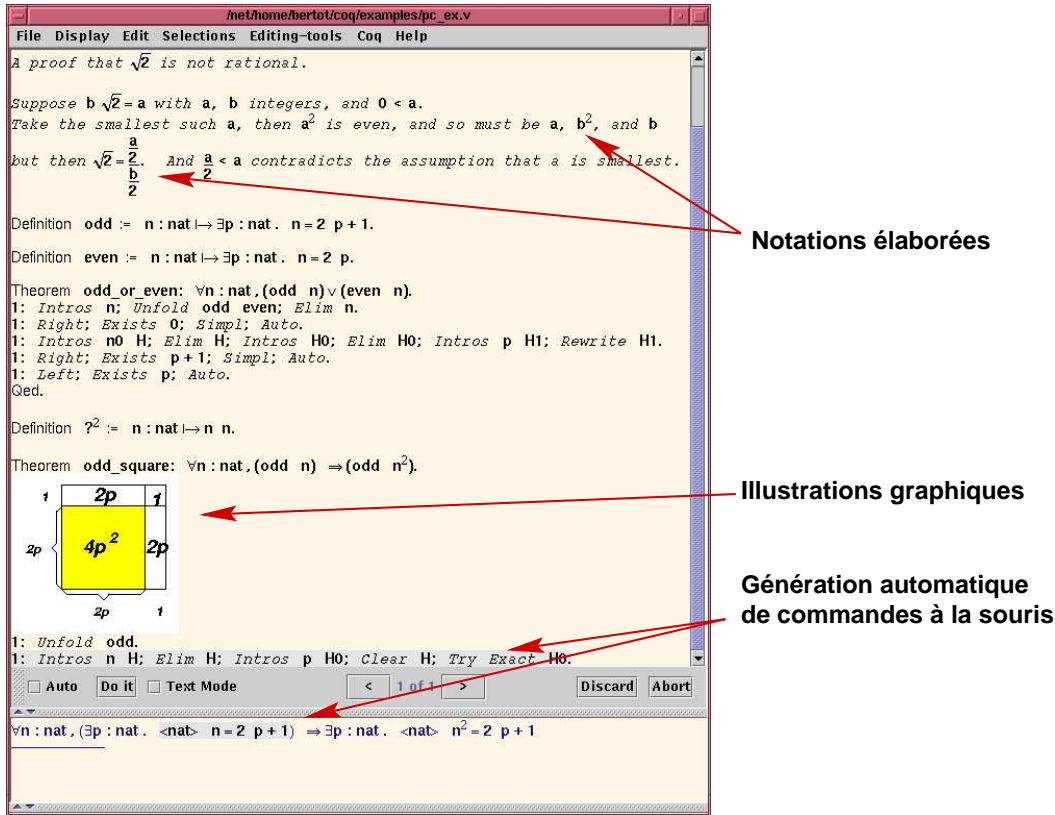 /net/home/bertot/coq/examples/pc_ex.v
File Display Edit Selections Editing-tools Coq Help
A proof that √2 is not rational.
Suppose b √2 = a with a, b integers, and 0 < a.
Take the smallest such a, then a² is even, and so must be a, b², and b
but then √2 = (a/2)/(b/2). And a/2 < a contradicts the assumption that a is smallest.
Definition odd := n : nat ↦ ∃p : nat . n = 2 p + 1.
Definition even := n : nat ↦ ∃p : nat . n = 2 p.
Theorem odd_or_even: ∀n : nat , (odd n) ∨ (even n).
1: Intros n; Unfold odd even; Elim n.
1: Right; Exists 0; Simpl; Auto.
1: Intros n0 H; Elim H; Intros H0; Elim H0; Intros p H1; Rewrite H1.
1: Right; Exists p + 1; Simpl; Auto.
1: Left; Exists p; Auto.
Qed.
Definition ?² := n : nat ↦ n n.
Theorem odd_square: ∀n : nat , (odd n) ⇒ (odd n²).
1 2p 1
2p 4p² 2p
2p 1
1: Unfold odd.
1: Intros n H; Elim H; Intros p H0; Clear H; Try Exact H0.
Auto Do it Text Mode < 1 of 1 > Discard Abort
∀n : nat , (∃p : nat . <nat> n = 2 p + 1) ⇒ ∃p : nat . <nat> n² = 2 p + 1
Notations élaborées
Illustrations graphiques
Génération automatique
de commandes à la souris